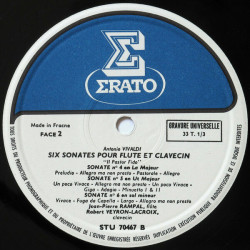 ERATO
Made in France
FACE 2
GRAVURE UNIVERSELLE
33 T. 1/3
Antonio VIVALDI
SIX SONATES POUR FLUTE ET CLAVECIN
"Il Pastor Fido"
SONATE n° 4 en La Majeur
Preludio - Allegro ma non presto - Pastorale - Allegro
SONATE n° 5 en Ut Majeur
Un poco Vivace - Allegro ma non presto - Un poco Vivace -
Giga - Adagio - Minuetto I & II
SONATE n° 6 en sol mineur
Vivace - Fuga da Capella - Largo - Allegro ma non presto
Jean-Pierre RAMPAL, flûte
Robert VEYRON-LACROIX,
clavecin
STU 70467 B